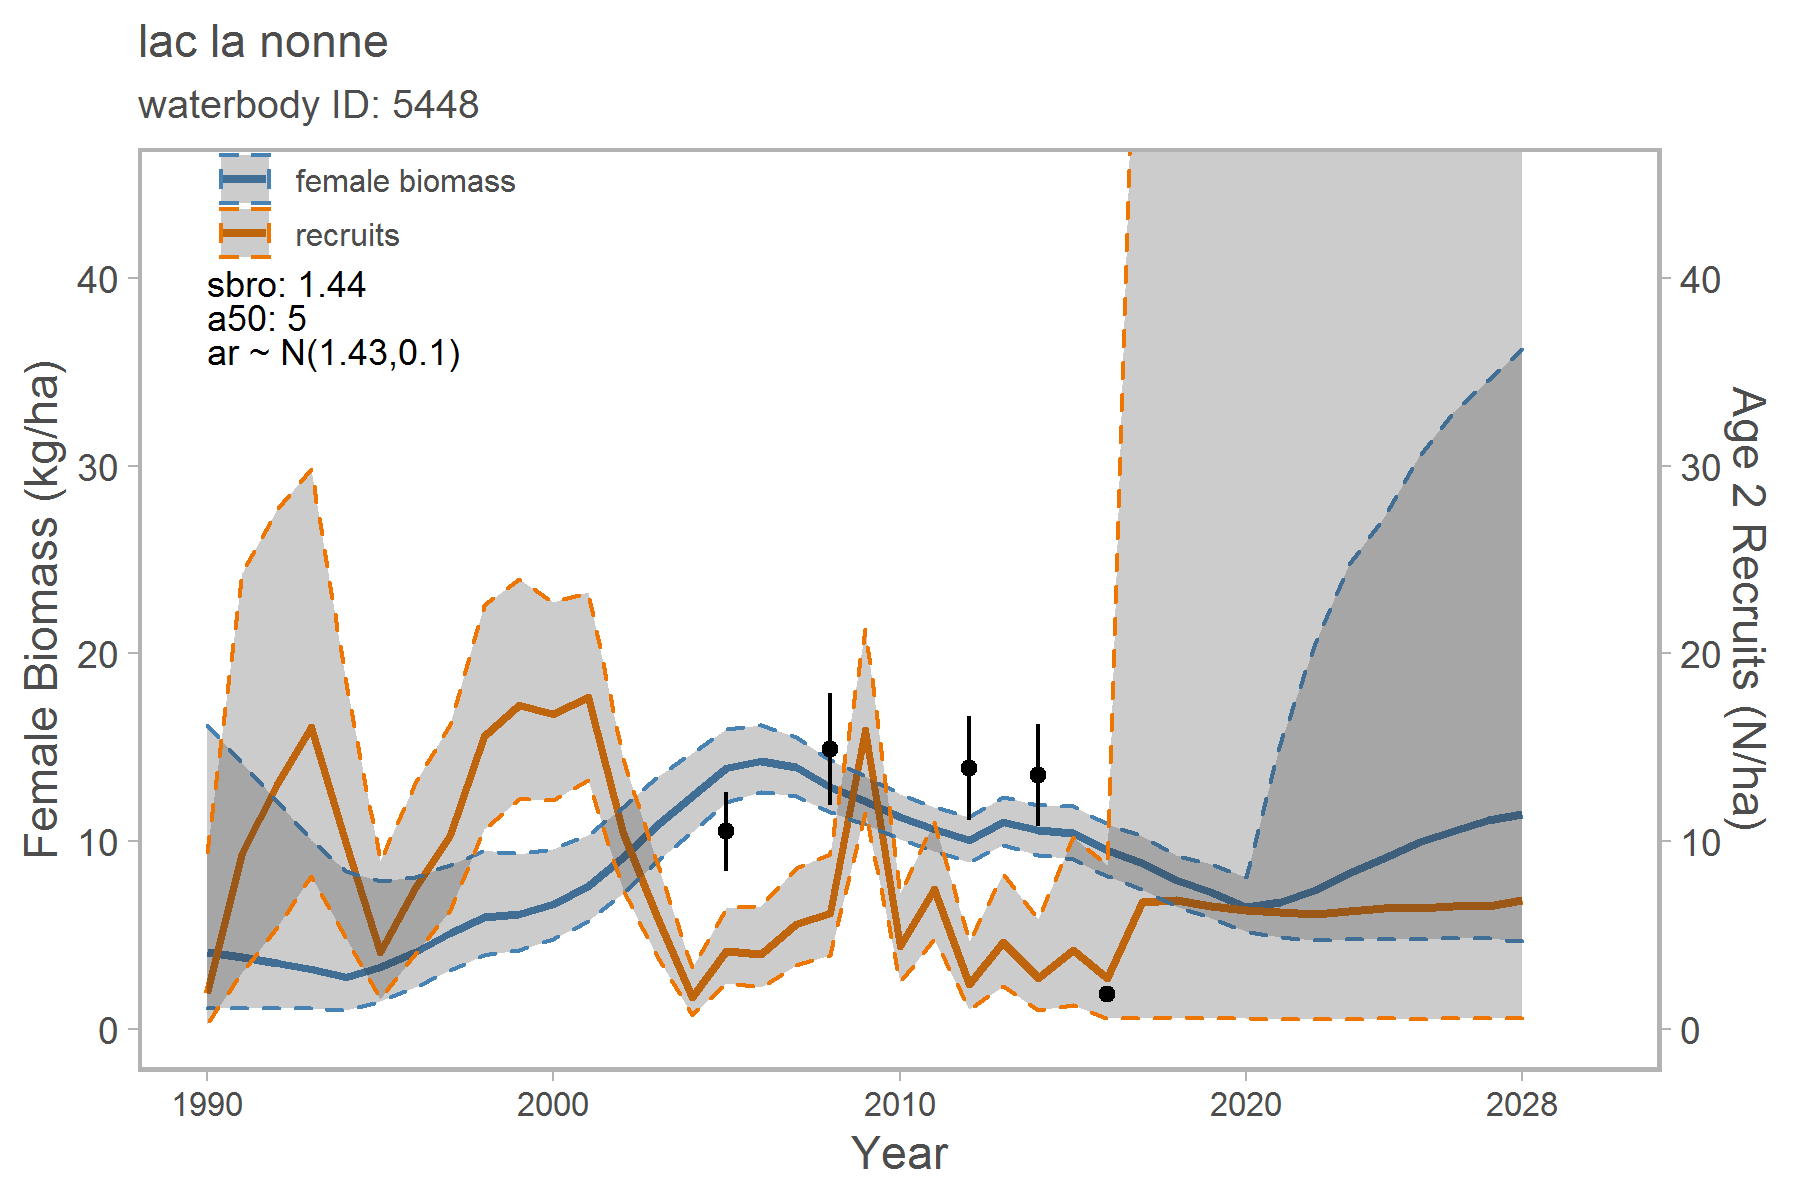 lac la nonne
waterbody ID: 5448
female biomass
recruits
sbro: 1.44
a50: 5
ar ~ N(1.43,0.1)
Female Biomass (kg/ha)
40
30
20
10
0
40
30
20
10
0
Age 2 Recruits (N/ha)
1990
2000
2010
2020
2028
Year